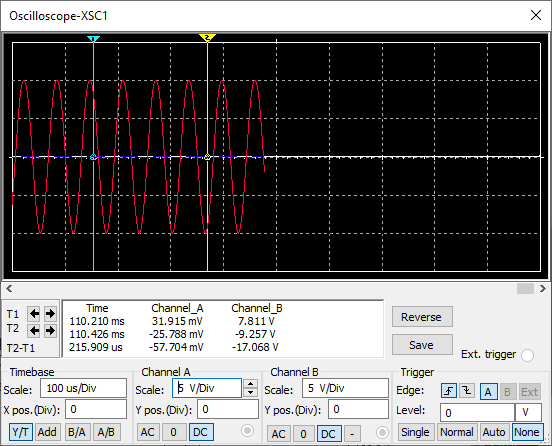 Oscilloscope-XSC1
1 2
T1 Time Channel_A Channel_B Reverse
T2 110.210 ms 31.915 mV 7.811 V
110.426 ms -25.788 mV -9.257 V
T2-T1 215.909 us -57.704 mV -17.068 V Save
Ext. trigger
Timebase Channel A Channel B Trigger
Scale: 100 us/Div Scale: 5 V/Div Scale: 5 V/Div Edge: A B Ext
X pos.(Div): 0 Y pos.(Div): 0 Y pos.(Div): 0 Level: 0 V
Y/T Add B/A A/B AC 0 DC AC 0 DC - Single Normal Auto None